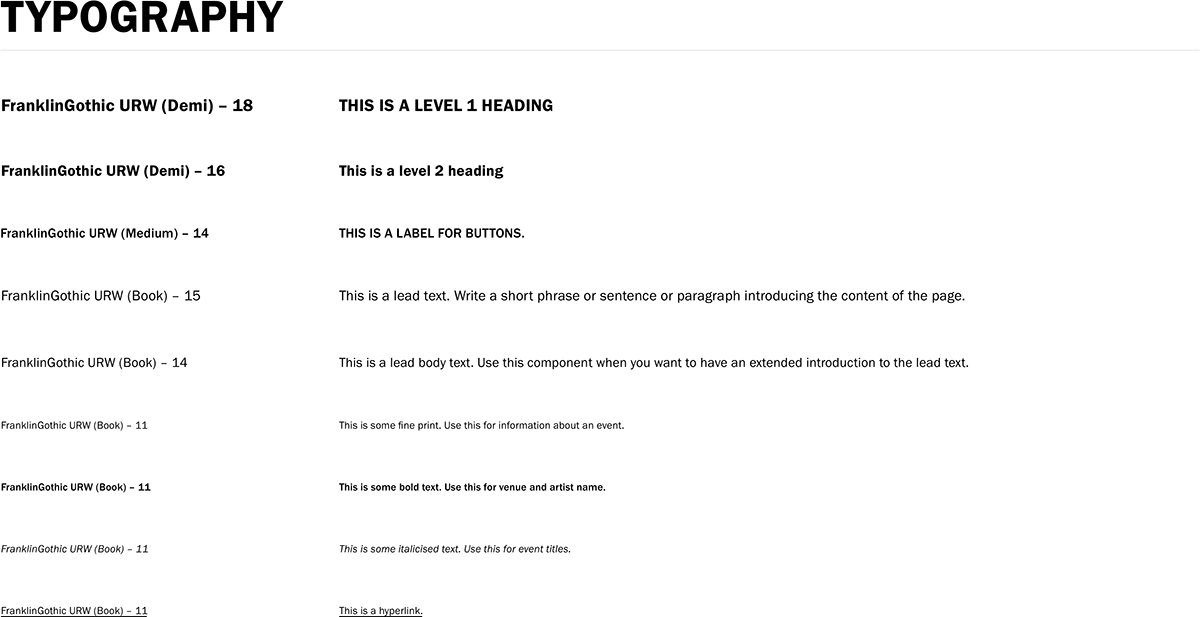 TYPOGRAPHY
FranklinGothic URW (Demi) – 18 THIS IS A LEVEL 1 HEADING
FranklinGothic URW (Demi) – 16 This is a level 2 heading
FranklinGothic URW (Medium) – 14 THIS IS A LABEL FOR BUTTONS.
FranklinGothic URW (Book) – 15 This is a lead text. Write a short phrase or sentence or paragraph introducing the content of the page.
FranklinGothic URW (Book) – 14 This is a lead body text. Use this component when you want to have an extended introduction to the lead text.
FranklinGothic URW (Book) – 11 This is some fine print. Use this for information about an event.
FranklinGothic URW (Book) – 11 This is some bold text. Use this for venue and artist name.
FranklinGothic URW (Book) – 11 This is some italicised text. Use this for event titles.
FranklinGothic URW (Book) – 11 This is a hyperlink.